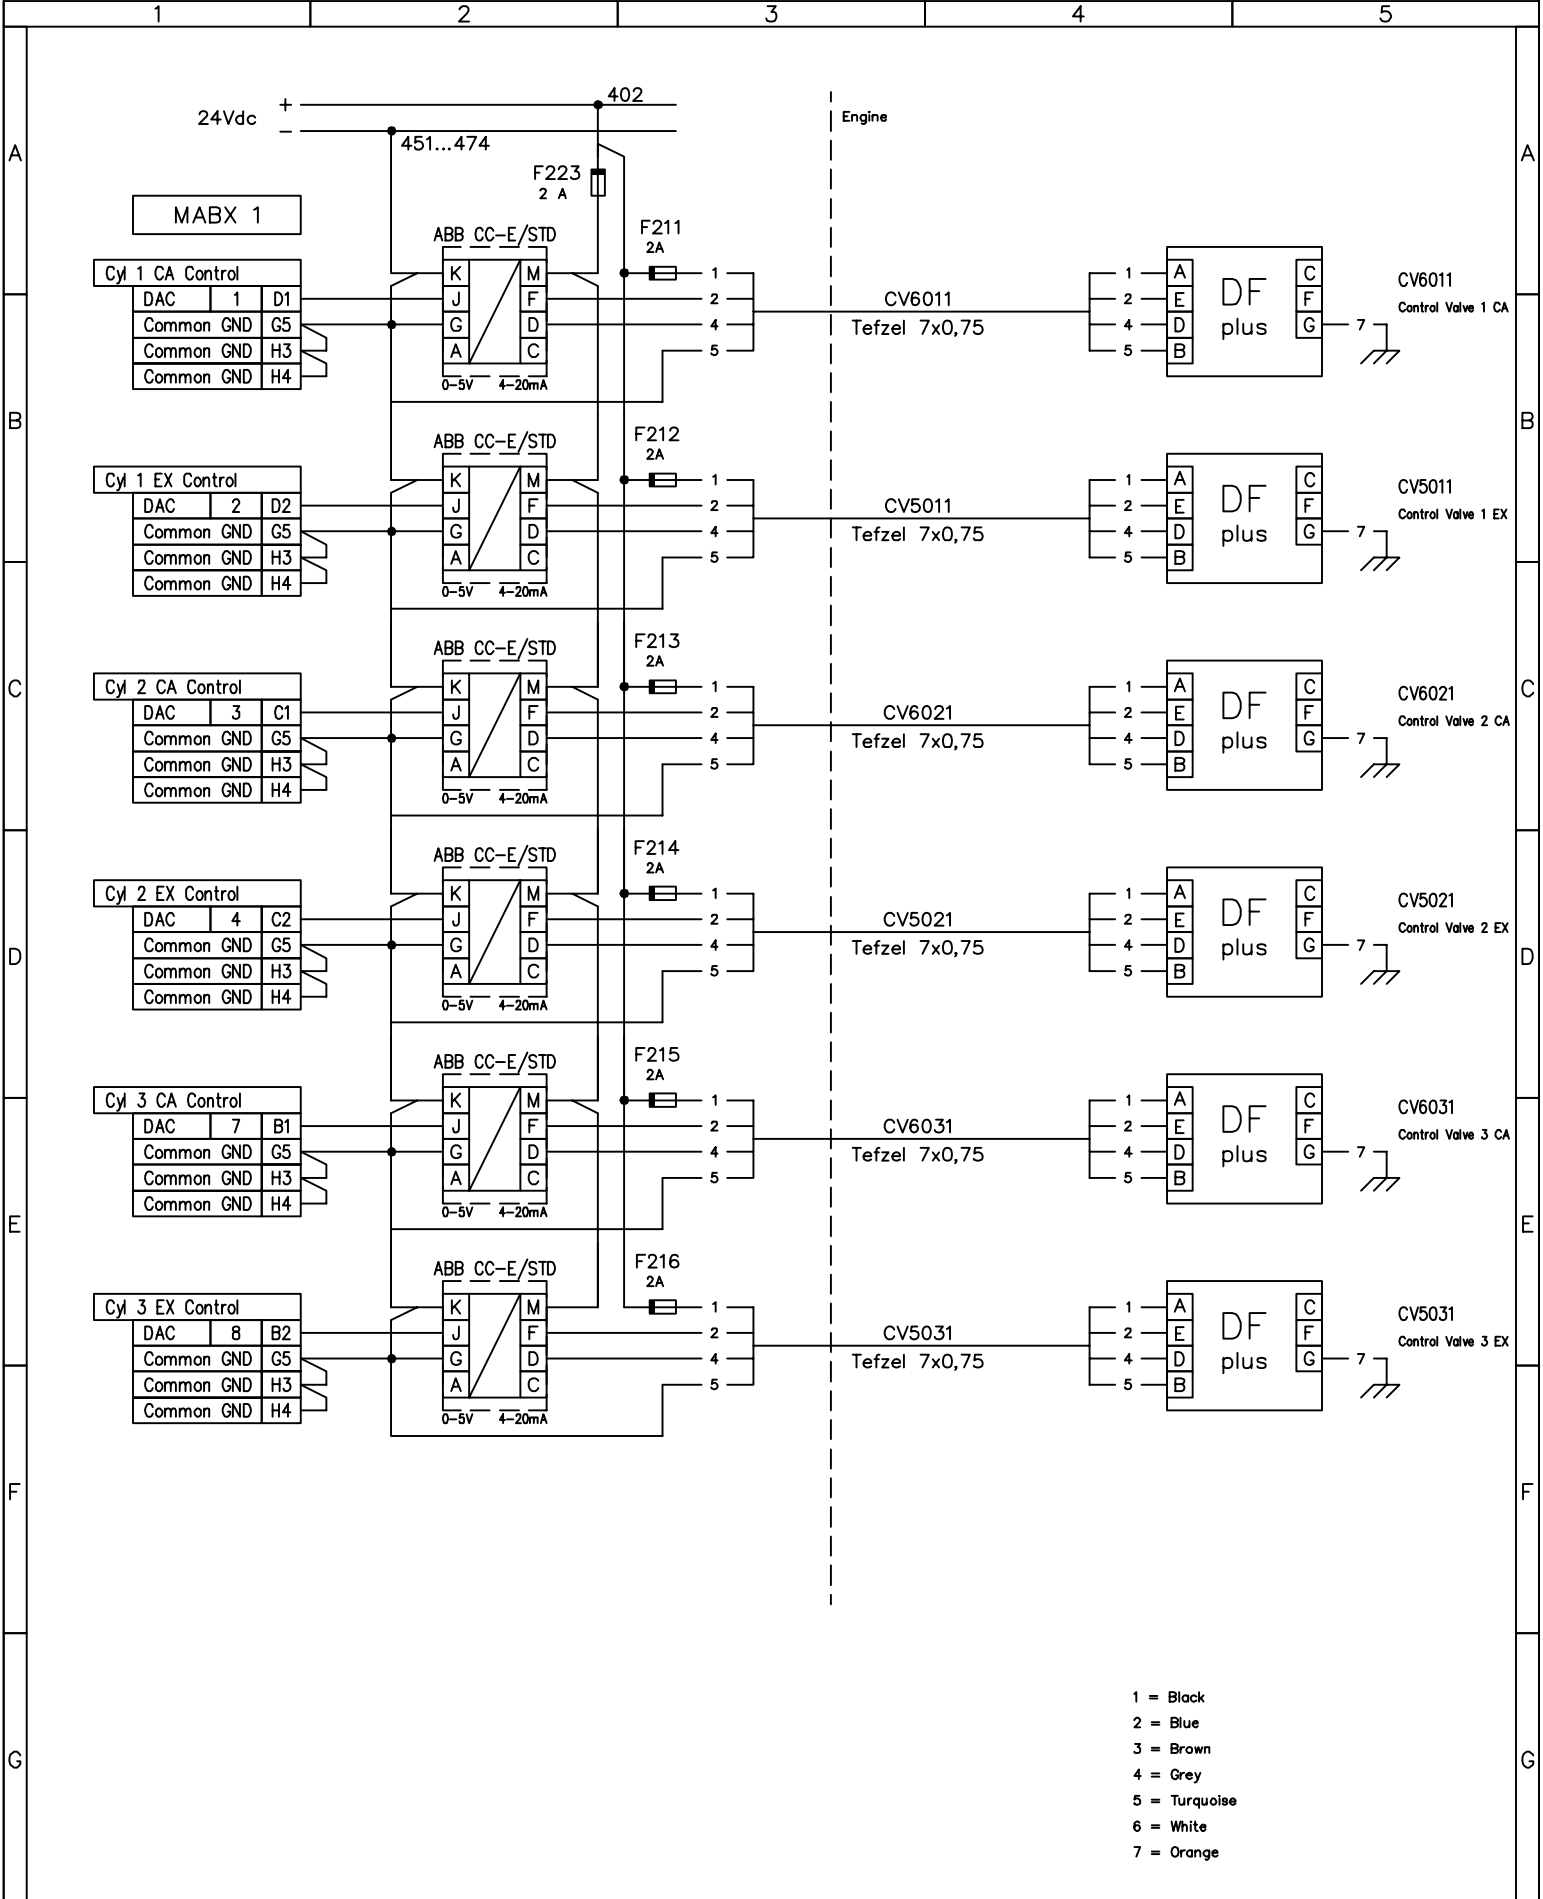 1 2 3 4 5
+ 402
24Vdc
− 451...474
Engine
A A
F223
2 A
MABX 1
ABB CC−E/STD F211
2A
Cyl 1 CA Control K M 1 1 A C CV6011
DAC 1 D1 J F 2 CV6011 2 E DF F Control Valve 1 CA
Common GND G5 G D 4 Tefzel 7x0,75 4 D plus G 7
Common GND H3 A C 5 5 B
Common GND H4 0−5V 4−20mA
B B
ABB CC−E/STD F212
2A
Cyl 1 EX Control K M 1 1 A C CV5011
DAC 2 D2 J F 2 CV5011 2 E DF F Control Valve 1 EX
Common GND G5 G D 4 Tefzel 7x0,75 4 D plus G 7
Common GND H3 A C 5 5 B
Common GND H4 0−5V 4−20mA
ABB CC−E/STD F213
2A
C C
Cyl 2 CA Control K M 1 1 A C CV6021
DAC 3 C1 J F 2 CV6021 2 E DF F Control Valve 2 CA
Common GND G5 G D 4 Tefzel 7x0,75 4 D plus G 7
Common GND H3 A C 5 5 B
Common GND H4 0−5V 4−20mA
ABB CC−E/STD F214
2A
Cyl 2 EX Control K M 1 1 A C CV5021
DAC 4 C2 J F 2 CV5021 2 E DF F Control Valve 2 EX
Common GND G5 G D 4 Tefzel 7x0,75 4 D plus G 7
D D
Common GND H3 A C 5 5 B
Common GND H4 0−5V 4−20mA
ABB CC−E/STD F215
2A
Cyl 3 CA Control K M 1 1 A C CV6031
DAC 7 B1 J F 2 CV6031 2 E DF F Control Valve 3 CA
Common GND G5 G D 4 Tefzel 7x0,75 4 D plus G 7
Common GND H3 A C 5 5 B
Common GND H4 0−5V 4−20mA
E E
ABB CC−E/STD F216
2A
Cyl 3 EX Control K M 1 1 A C CV5031
DAC 8 B2 J F 2 CV5031 2 E DF F Control Valve 3 EX
Common GND G5 G D 4 Tefzel 7x0,75 4 D plus G 7
Common GND H3 A C 5 5 B
Common GND H4 0−5V 4−20mA
F F
1 = Black
2 = Blue
3 = Brown
G G
4 = Grey
5 = Turquoise
6 = White
7 = Orange